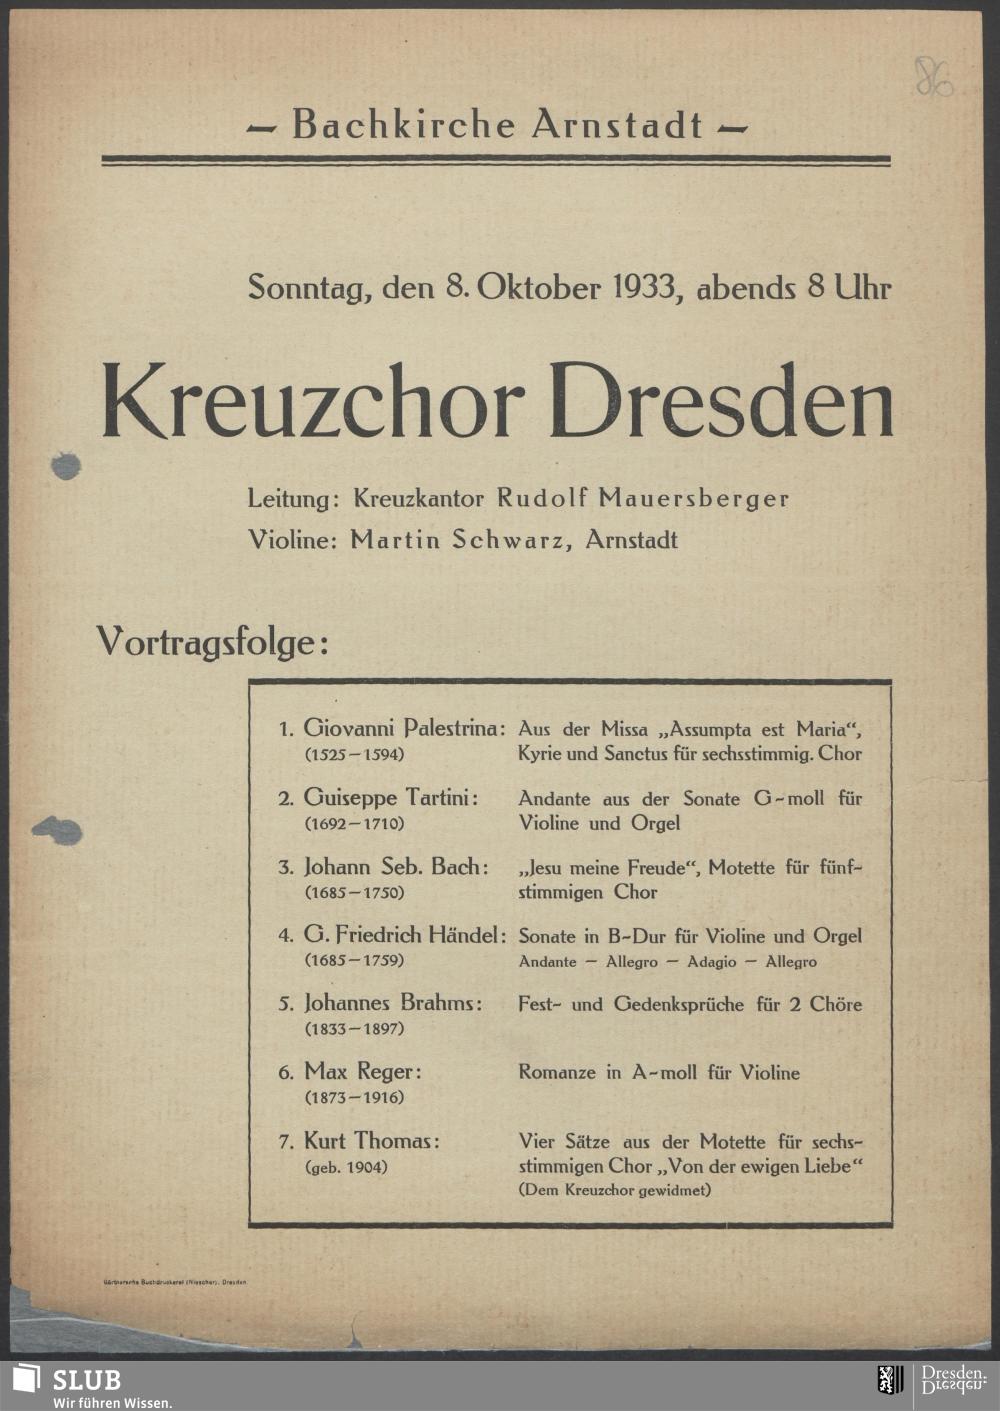 86
– Bachkirche Arnstadt –
Sonntag, den 8. Oktober 1933, abends 8 Uhr
Kreuzchor Dresden
Leitung: Kreuzkantor Rudolf Mauersberger
Violine: Martin Schwarz, Arnstadt
Vortragsfolge:
1. Giovanni Palestrina: Aus der Missa „Assumpta est Maria“,
(1525–1594) Kyrie und Sanctus für sechsstimmig. Chor
2. Guiseppe Tartini: Andante aus der Sonate G-moll für
(1692–1710) Violine und Orgel
3. Johann Seb. Bach: „Jesu meine Freude“, Motette für fünf-
(1685–1750) stimmigen Chor
4. G. Friedrich Händel: Sonate in B-Dur für Violine und Orgel
(1685–1759) Andante – Allegro – Adagio – Allegro
5. Johannes Brahms: Fest- und Gedenksprüche für 2 Chöre
(1833–1897)
6. Max Reger: Romanze in A-moll für Violine
(1873–1916)
7. Kurt Thomas: Vier Sätze aus der Motette für sechs-
(geb. 1904) stimmigen Chor „Von der ewigen Liebe“
(Dem Kreuzchor gewidmet)
Gärtnersche Buchdruckerei (Niescher), Dresden
SLUB
Wir führen Wissen.
Dresden.
Dresden.